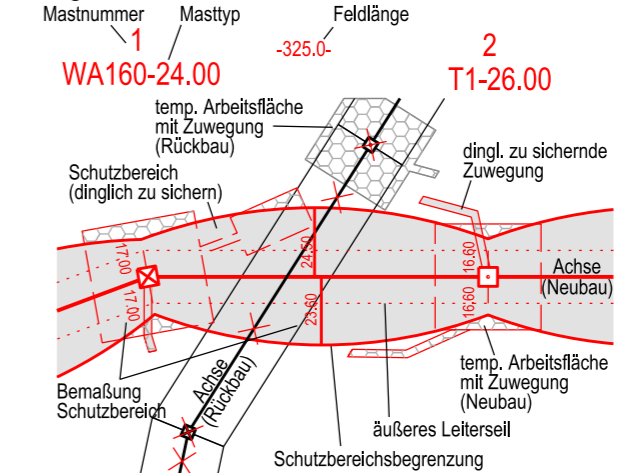 Mastnummer
Masttyp
Feldlänge
1
WA160-24.00
-325.0-
2
T1-26.00
temp. Arbeitsfläche
mit Zuwegung
(Rückbau)
dingl. zu sichernde
Zuwegung
Schutzbereich
(dinglich zu sichern)
17.00
17.00
24.50
23.60
16.60
16.60
Achse
(Neubau)
Achse
(Rückbau)
Bemaßung
Schutzbereich
temp. Arbeitsfläche
mit Zuwegung
(Neubau)
äußeres Leiterseil
Schutzbereichsbegrenzung